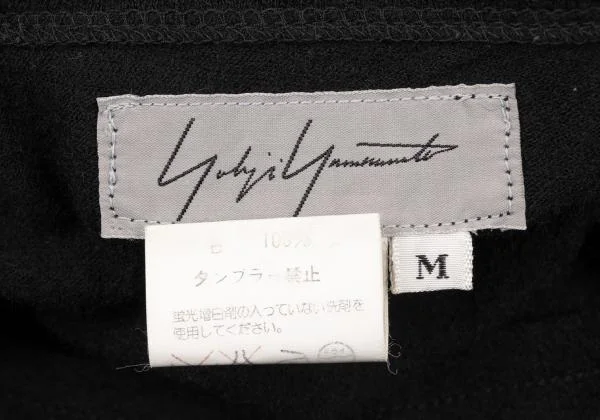 Yohji Yamamoto
M
タンブラー禁止
蛍光増白剤の入っていない洗剤を
使用してください。